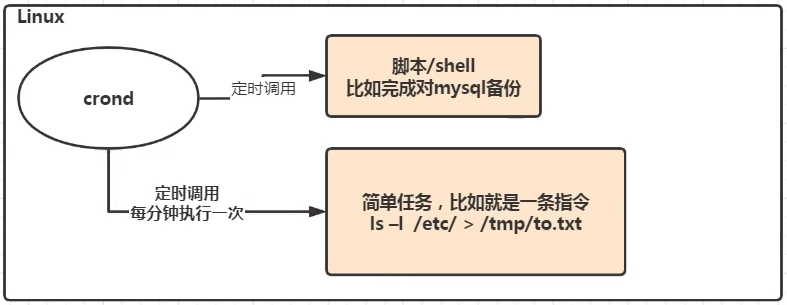 Linux
crond
定时调用
脚本/shell
比如完成对mysql备份
定时调用
每分钟执行一次
简单任务，比如就是一条指令
ls –l  /etc/ > /tmp/to.txt